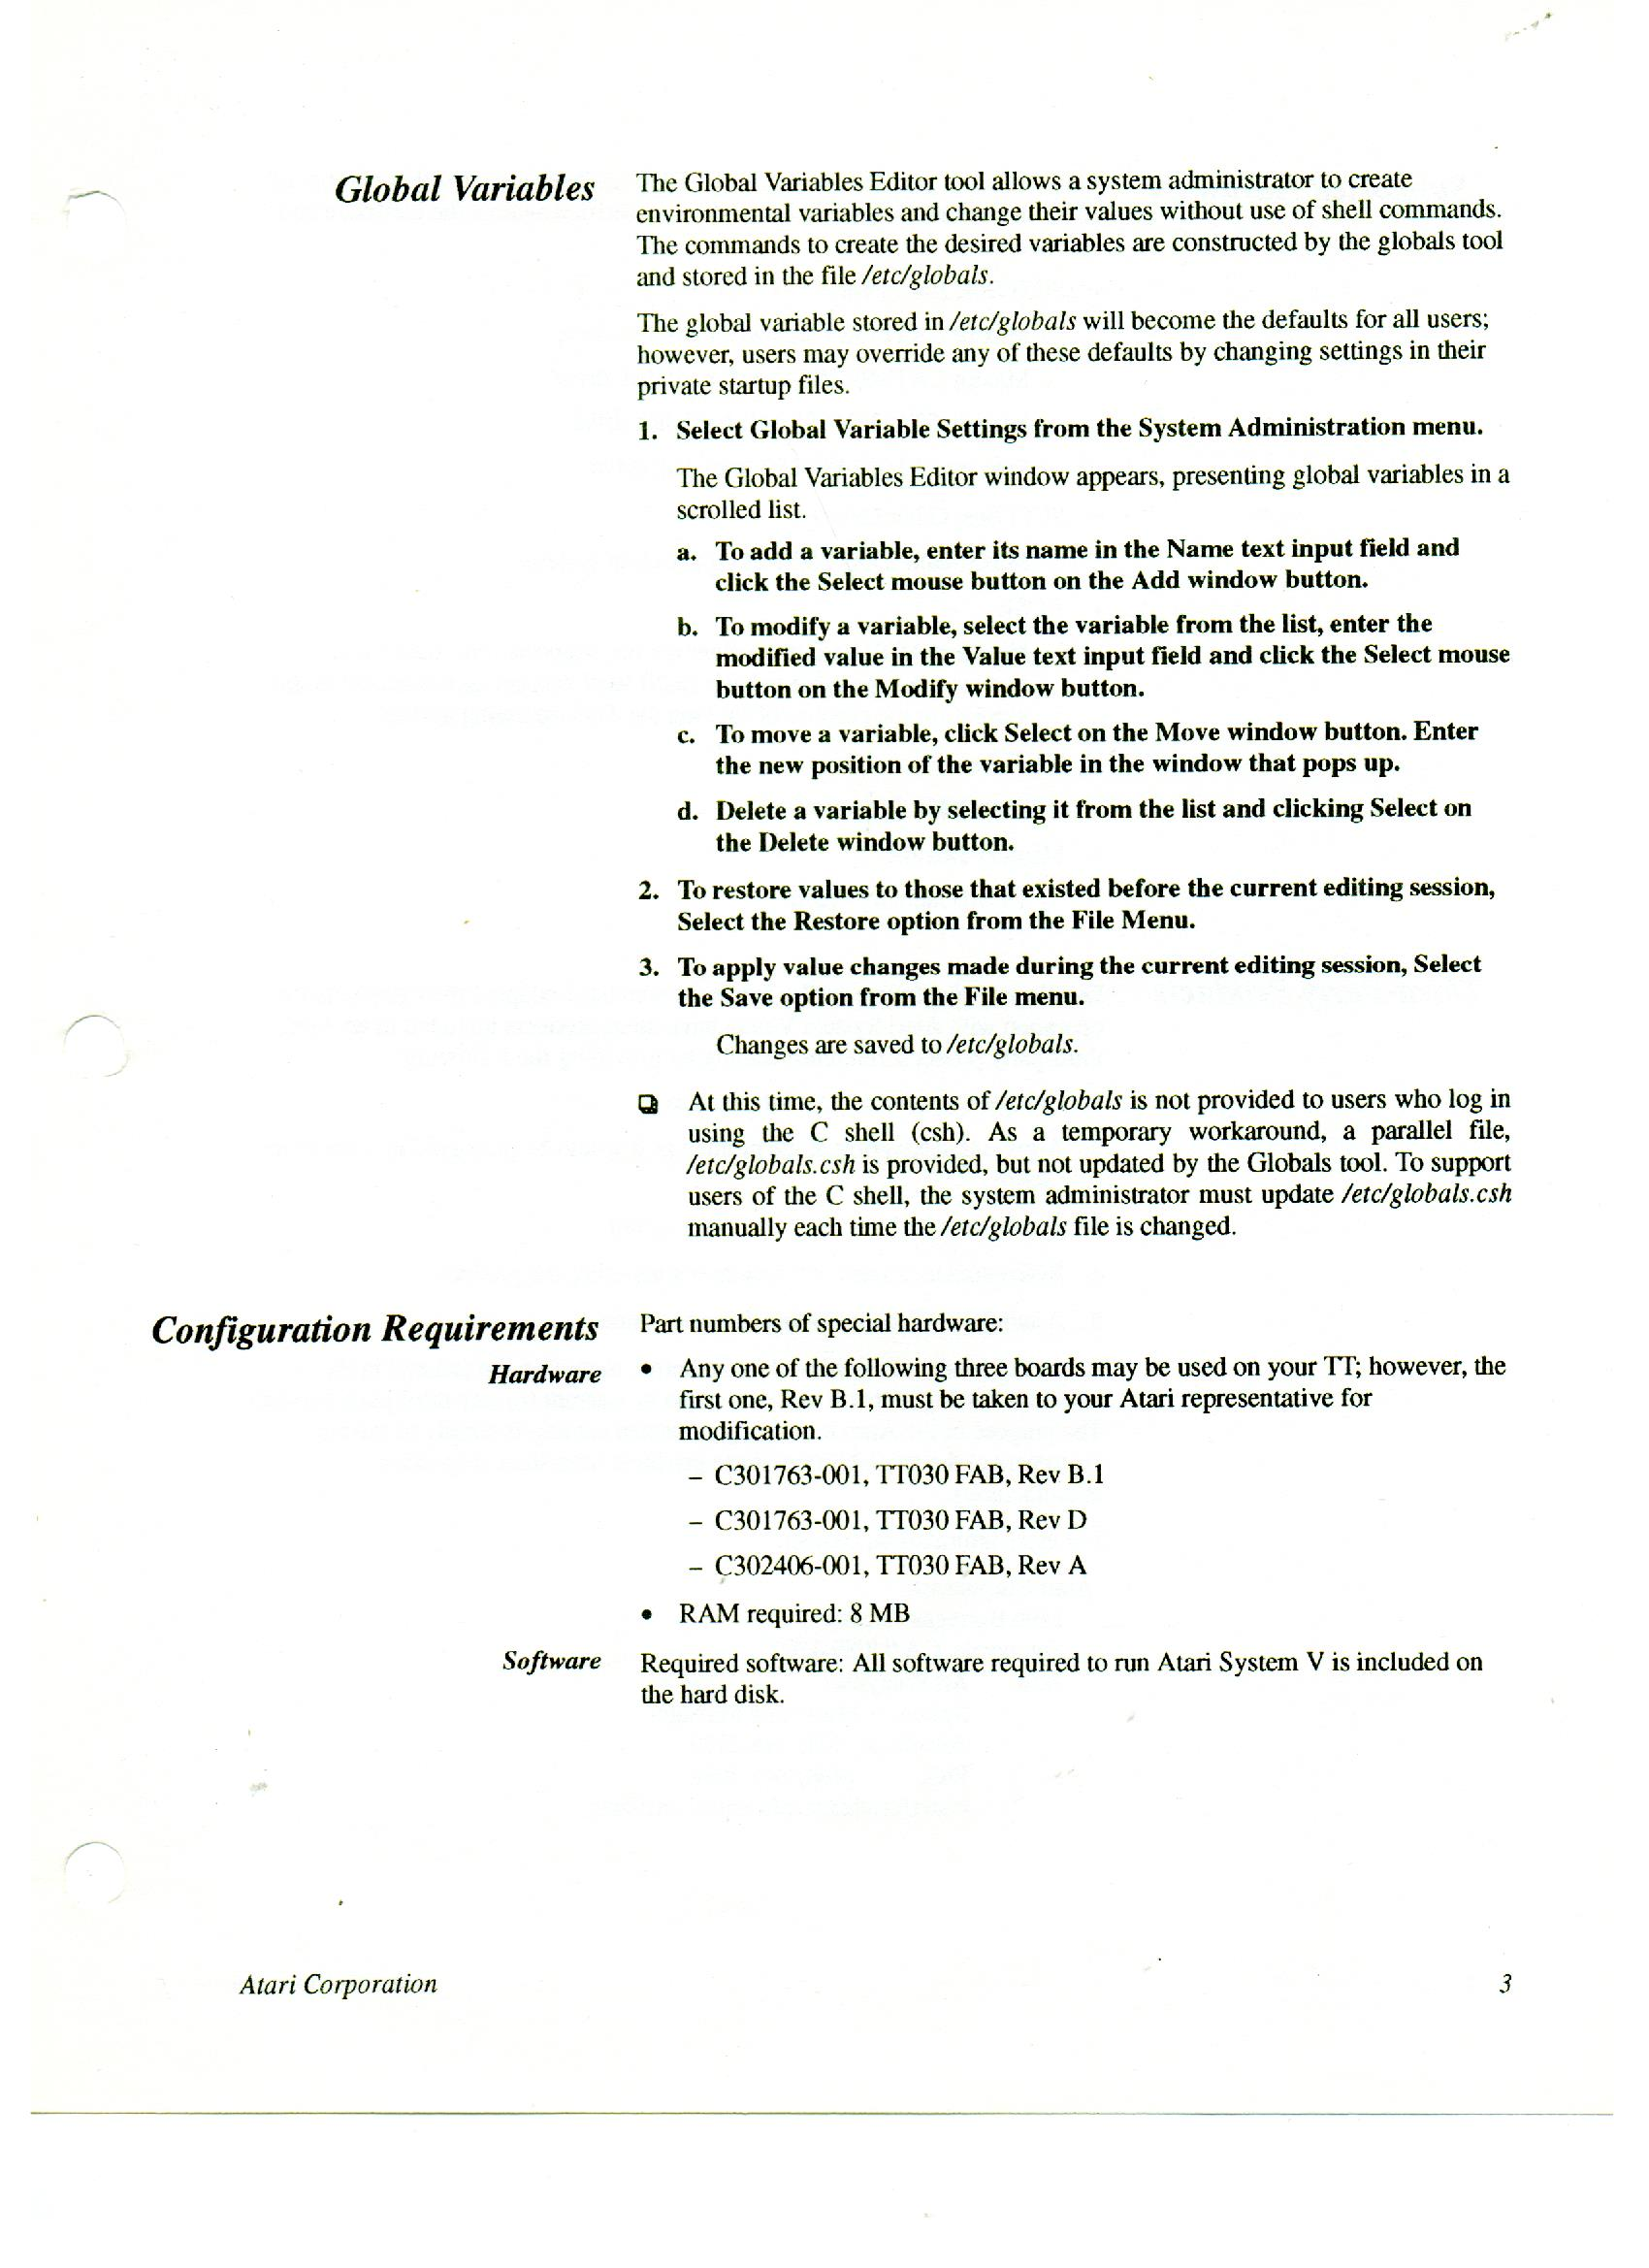 Global Variables
The Global Variables Editor tool allows a system administrator to create
environmental variables and change their values without use of shell commands.
The commands to create the desired variables are constructed by the globals tool
and stored in the file /etc/globals.
The global variable stored in /etc/globals will become the defaults for all users;
however, users may override any of these defaults by changing settings in their
private startup files.
1. Select Global Variable Settings from the System Administration menu.
The Global Variables Editor window appears, presenting global variables in a
scrolled list.
a. To add a variable, enter its name in the Name text input field and
click the Select mouse button on the Add window button.
b. To modify a variable, select the variable from the list, enter the
modified value in the Value text input field and click the Select mouse
button on the Modify window button.
c. To move a variable, click Select on the Move window button. Enter
the new position of the variable in the window that pops up.
d. Delete a variable by selecting it from the list and clicking Select on
the Delete window button.
2. To restore values to those that existed before the current editing session,
Select the Restore option from the File Menu.
3. To apply value changes made during the current editing session, Select
the Save option from the File menu.
Changes are saved to /etc/globals.
❏ At this time, the contents of /etc/globals is not provided to users who log in
using the C shell (csh). As a temporary workaround, a parallel file,
/etc/globals.csh is provided, but not updated by the Globals tool. To support
users of the C shell, the system administrator must update /etc/globals.csh
manually each time the /etc/globals file is changed.
Configuration Requirements
Part numbers of special hardware:
Hardware
• Any one of the following three boards may be used on your TT; however, the
first one, Rev B.1, must be taken to your Atari representative for
modification.
– C301763-001, TT030 FAB, Rev B.1
– C301763-001, TT030 FAB, Rev D
– C302406-001, TT030 FAB, Rev A
• RAM required: 8 MB
Software
Required software: All software required to run Atari System V is included on
the hard disk.
Atari Corporation
3